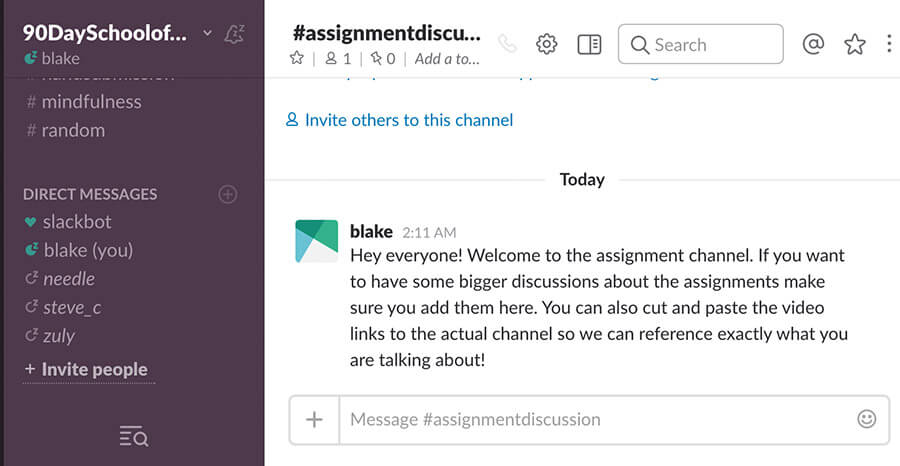 90DaySchoolof...
blake
# mindfulness
# random
DIRECT MESSAGES
slackbot
blake (you)
needle
steve_c
zuly
+ Invite people
#assignmentdiscu...
1 | 0 | Add a to...
Search
Invite others to this channel
Today
blake 2:11 AM
Hey everyone! Welcome to the assignment channel. If you want
to have some bigger discussions about the assignments make
sure you add them here. You can also cut and paste the video
links to the actual channel so we can reference exactly what you
are talking about!
Message #assignmentdiscussion